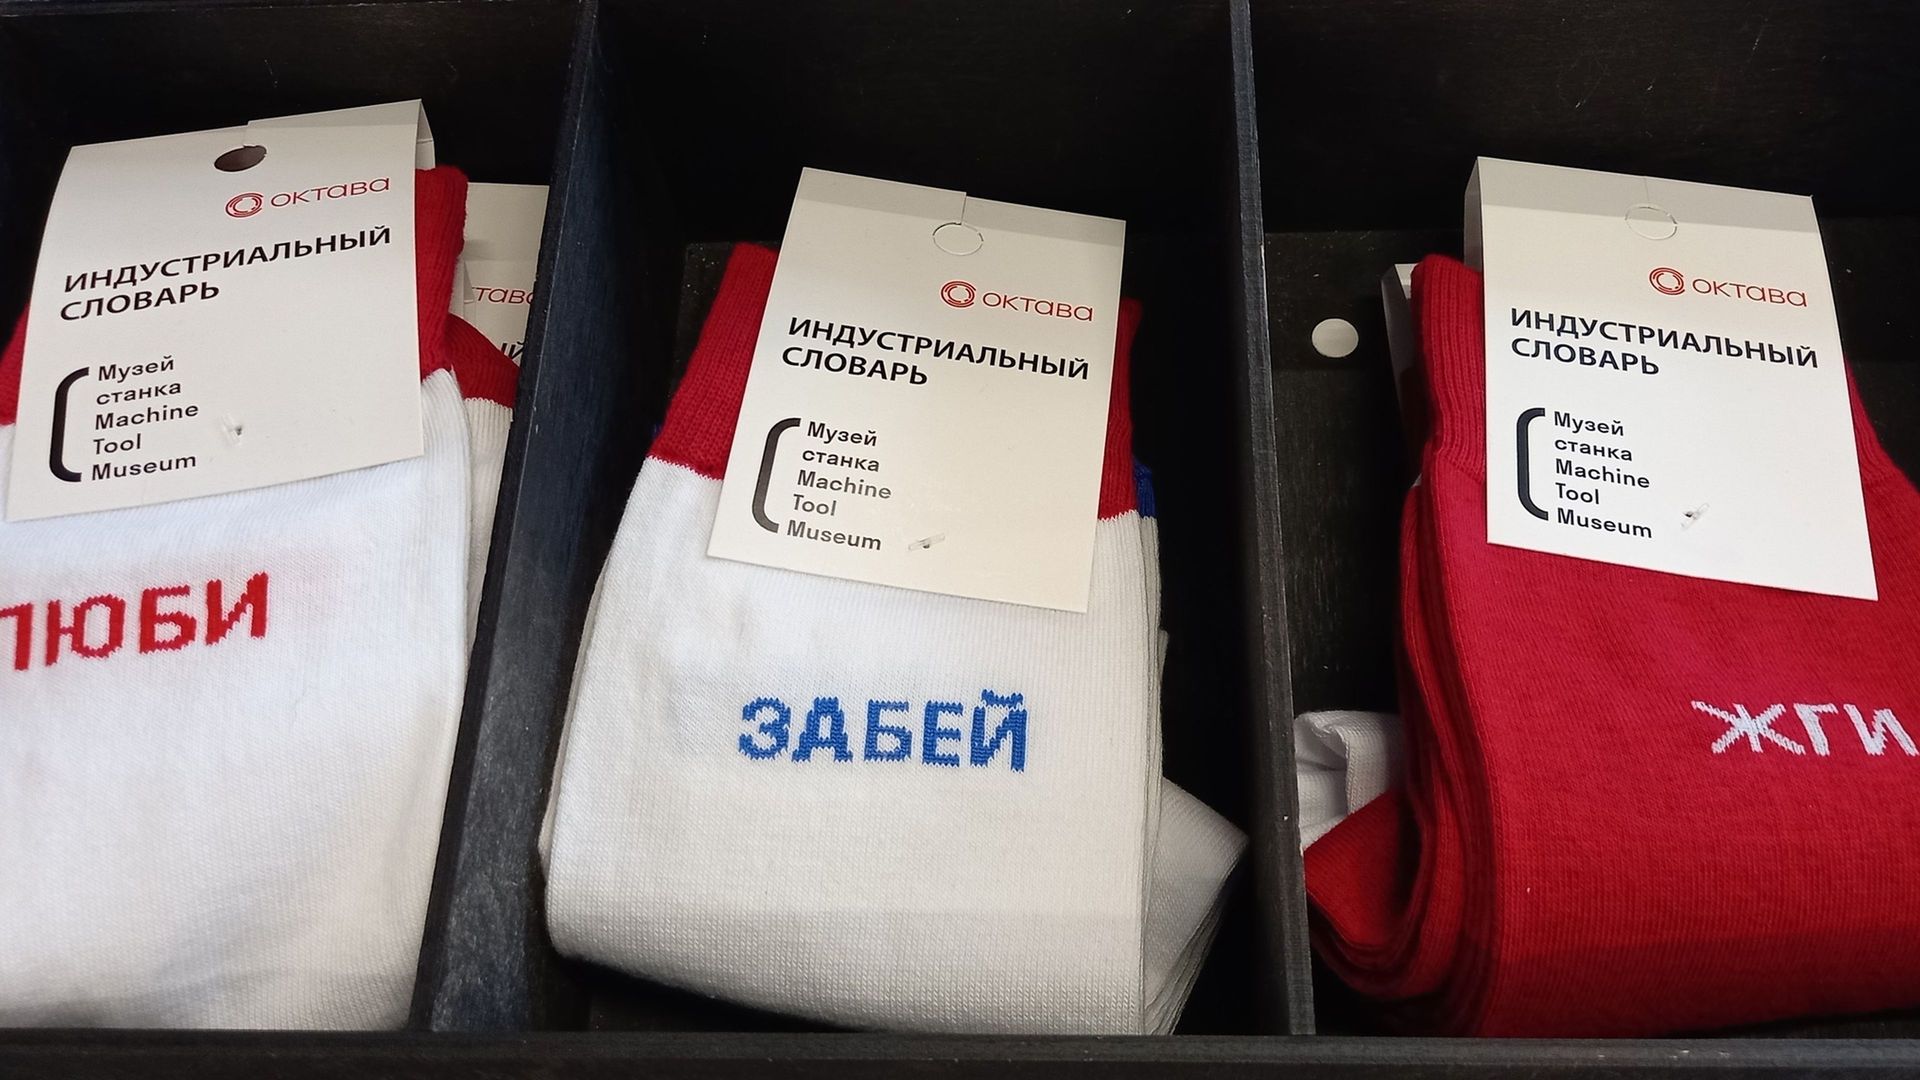 октава
ИНДУСТРИАЛЬНЫЙ
СЛОВАРЬ
Музей
станка
Machine
Tool
Museum
ЛЮБИ
октава
ИНДУСТРИАЛЬНЫЙ
СЛОВАРЬ
Музей
станка
Machine
Tool
Museum
ЗАБЕЙ
октава
ИНДУСТРИАЛЬНЫЙ
СЛОВАРЬ
Музей
станка
Machine
Tool
Museum
ЖГИ